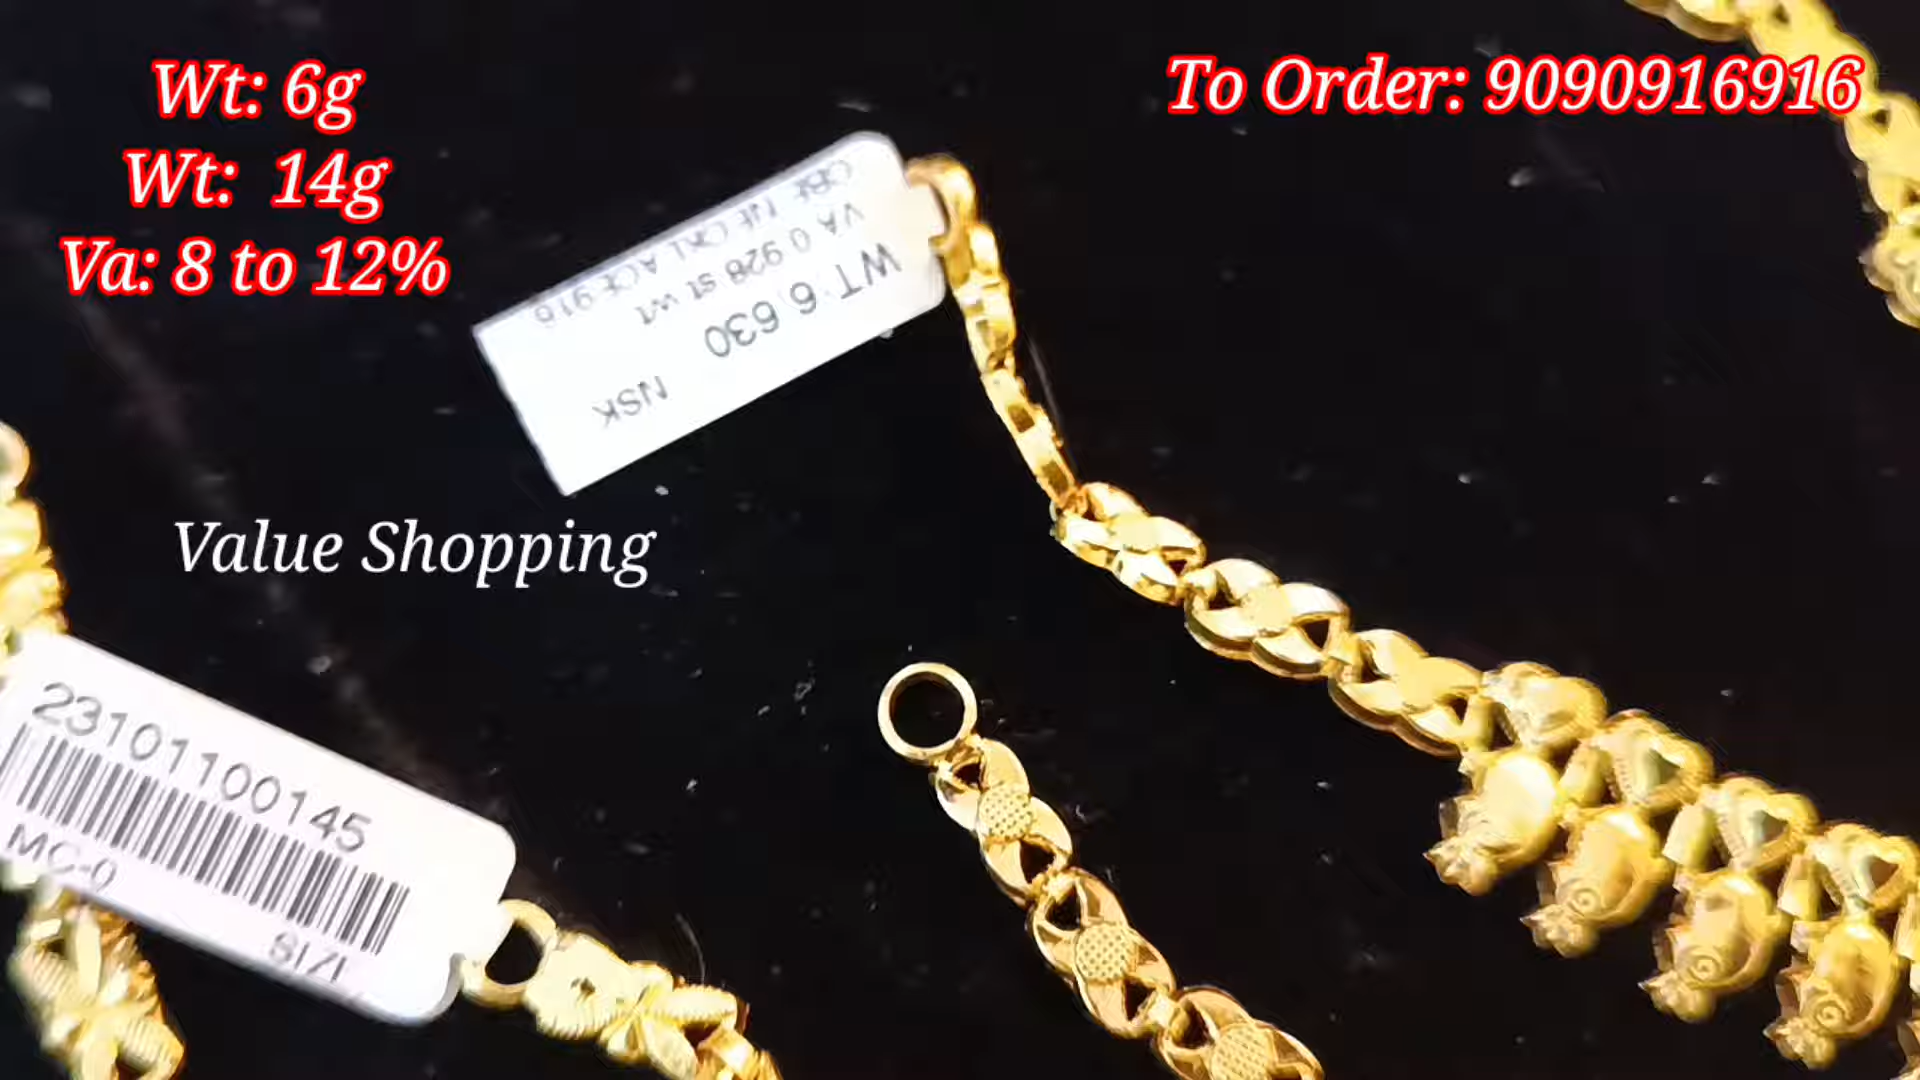 Wt: 6g
Wt: 14g
Va: 8 to 12%
To Order: 9090916916
WT: 6.630
VA 0.928 st wt
916
NSK
Value Shopping
23101100145
MC-0